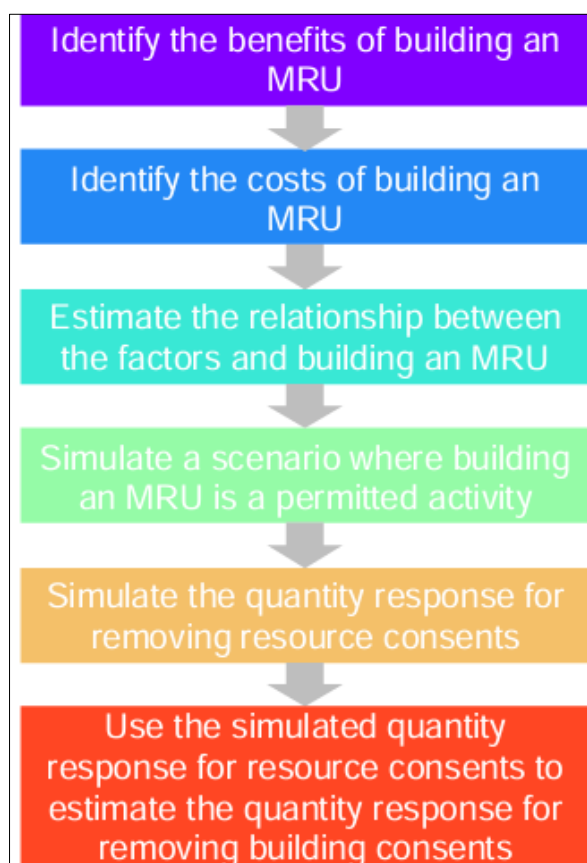 Identify the benefits of building an
MRU
Identify the costs of building an
MRU
Estimate the relationship between
the factors and building an MRU
Simulate a scenario where building
an MRU is a permitted activity
Simulate the quantity response for
removing resource consents
Use the simulated quantity
response for resource consents to
estimate the quantity response for
removing building consents